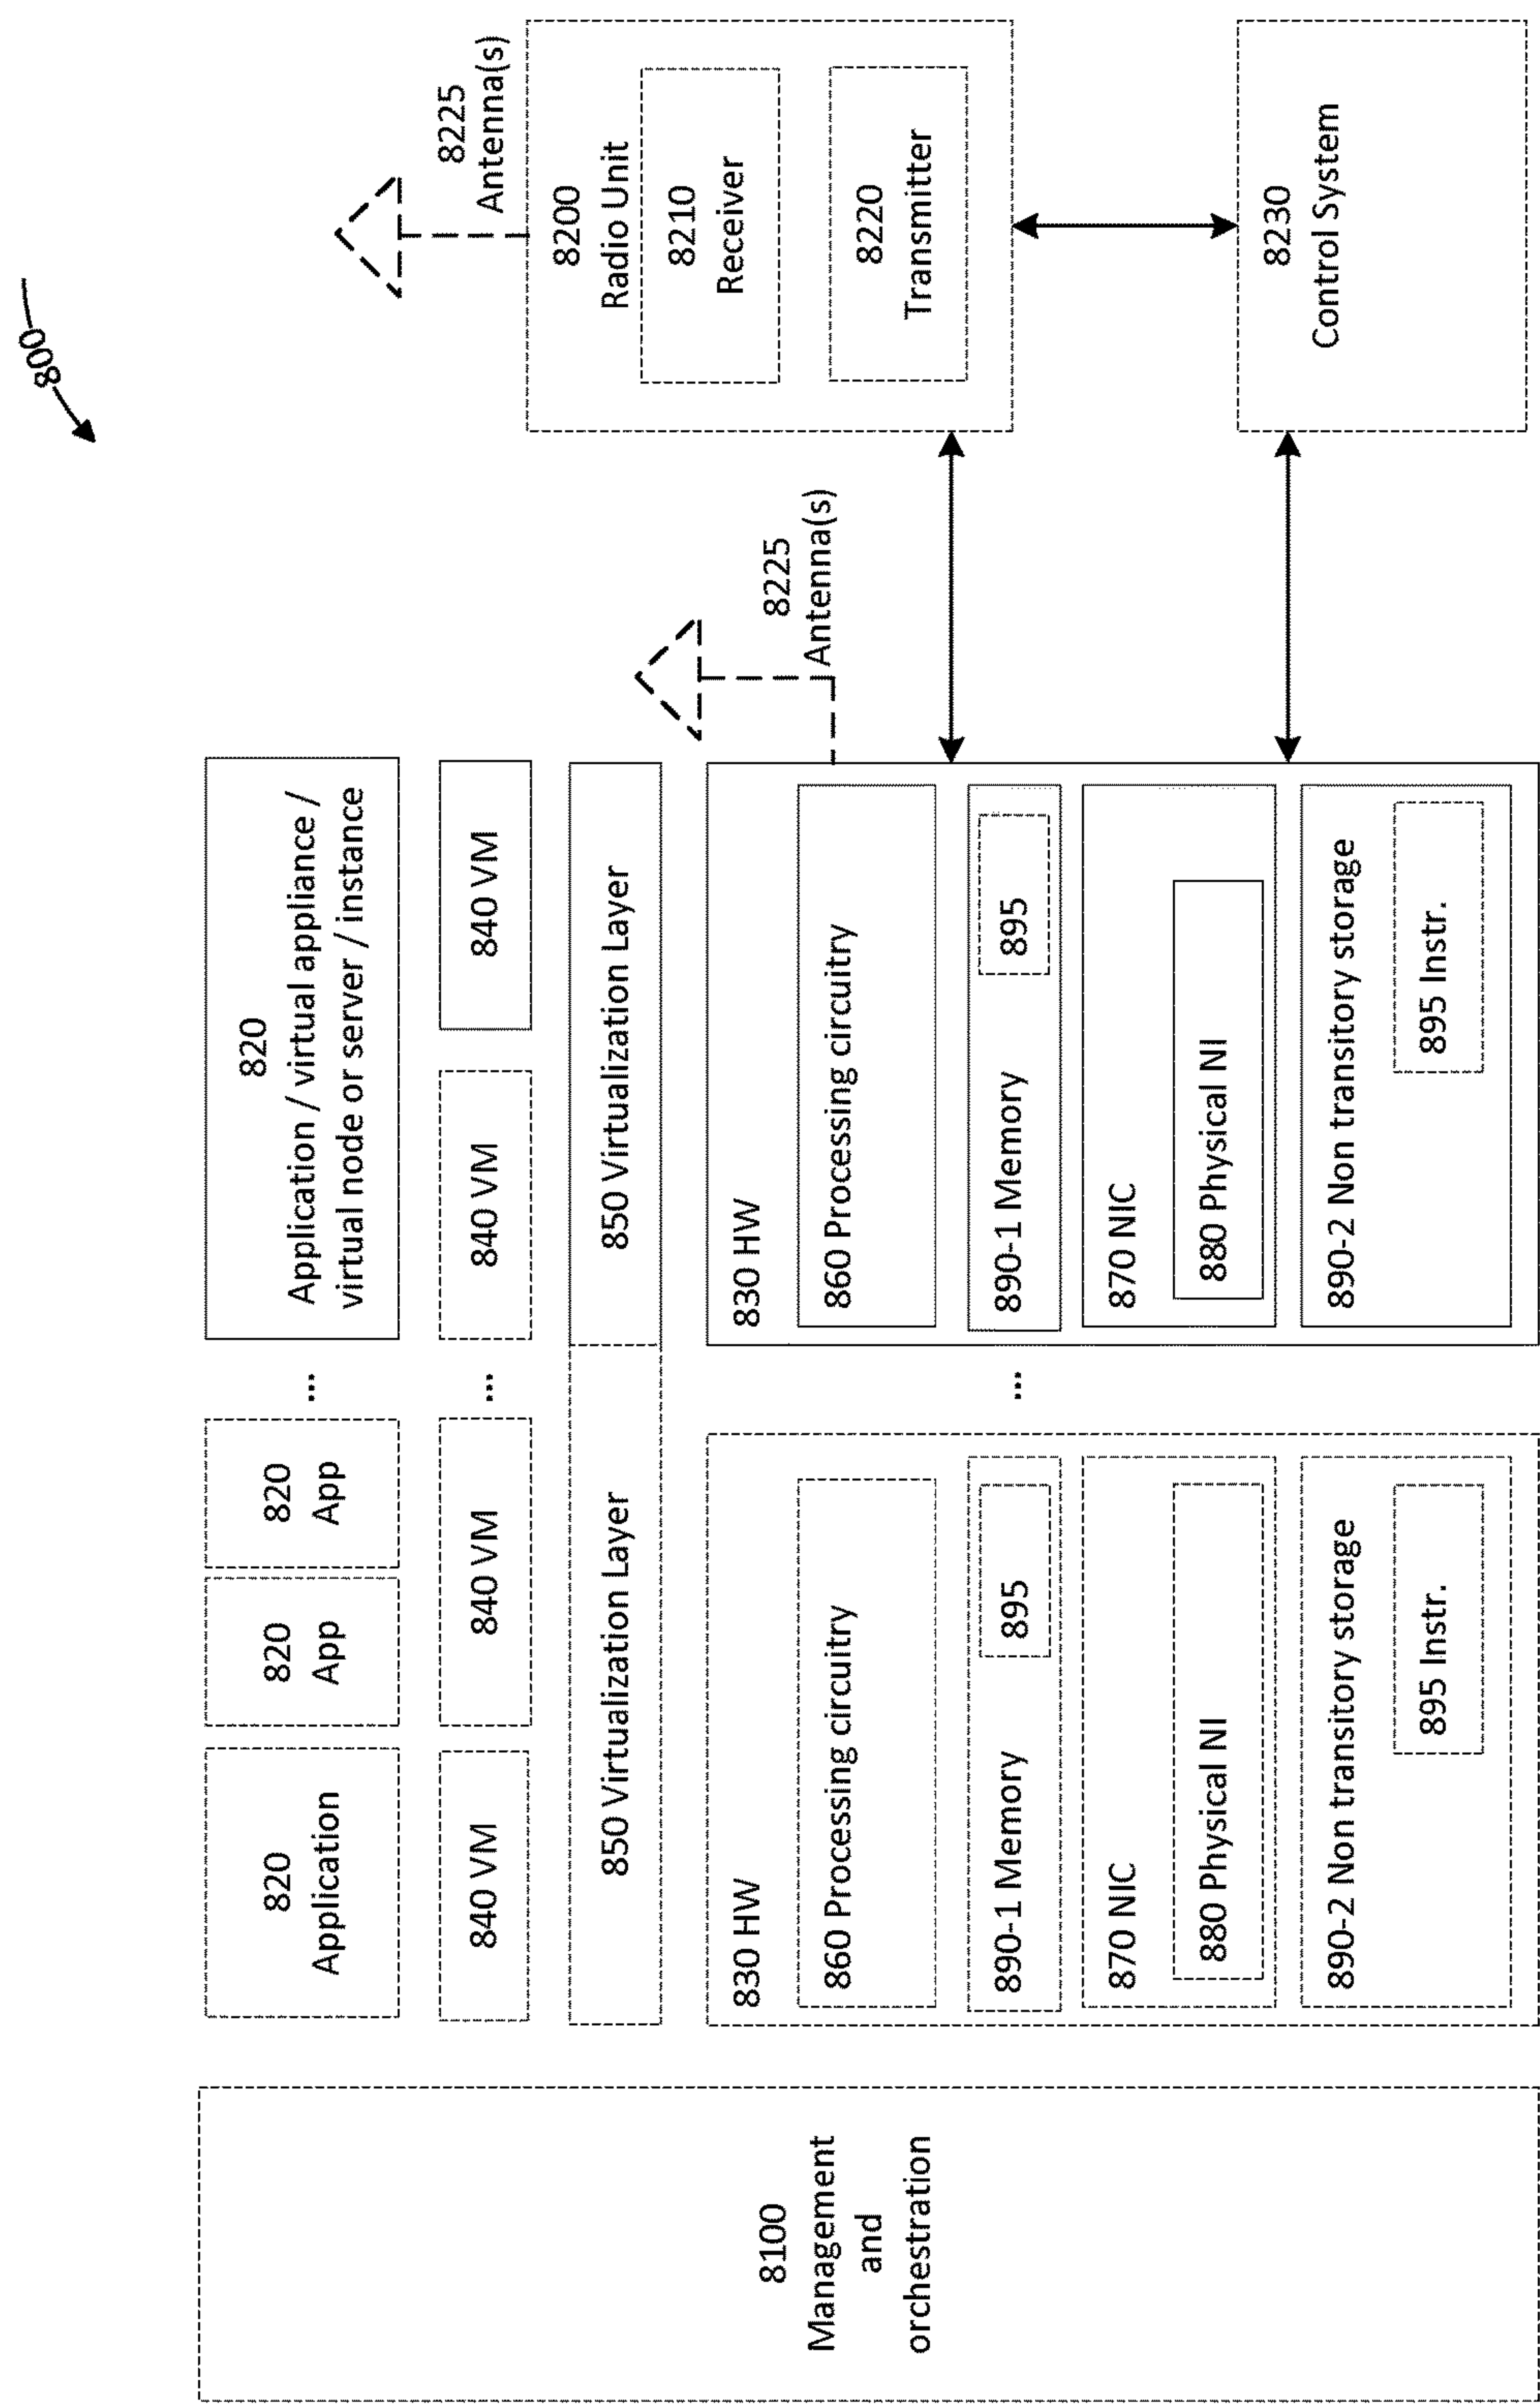 800
8100
Management
and
orchestration
820
Application
820
App
820
App
...
820
Application / virtual appliance /
virtual node or server / instance
840 VM
840 VM
...
840 VM
840 VM
850 Virtualization Layer
850 Virtualization Layer
830 HW
860 Processing circuitry
890-1 Memory
895
870 NIC
880 Physical NI
890-2 Non transitory storage
895 Instr.
...
830 HW
860 Processing circuitry
890-1 Memory
895
870 NIC
880 Physical NI
890-2 Non transitory storage
895 Instr.
8225
Antenna(s)
8225
Antenna(s)
8200
Radio Unit
8210
Receiver
8220
Transmitter
8230
Control System